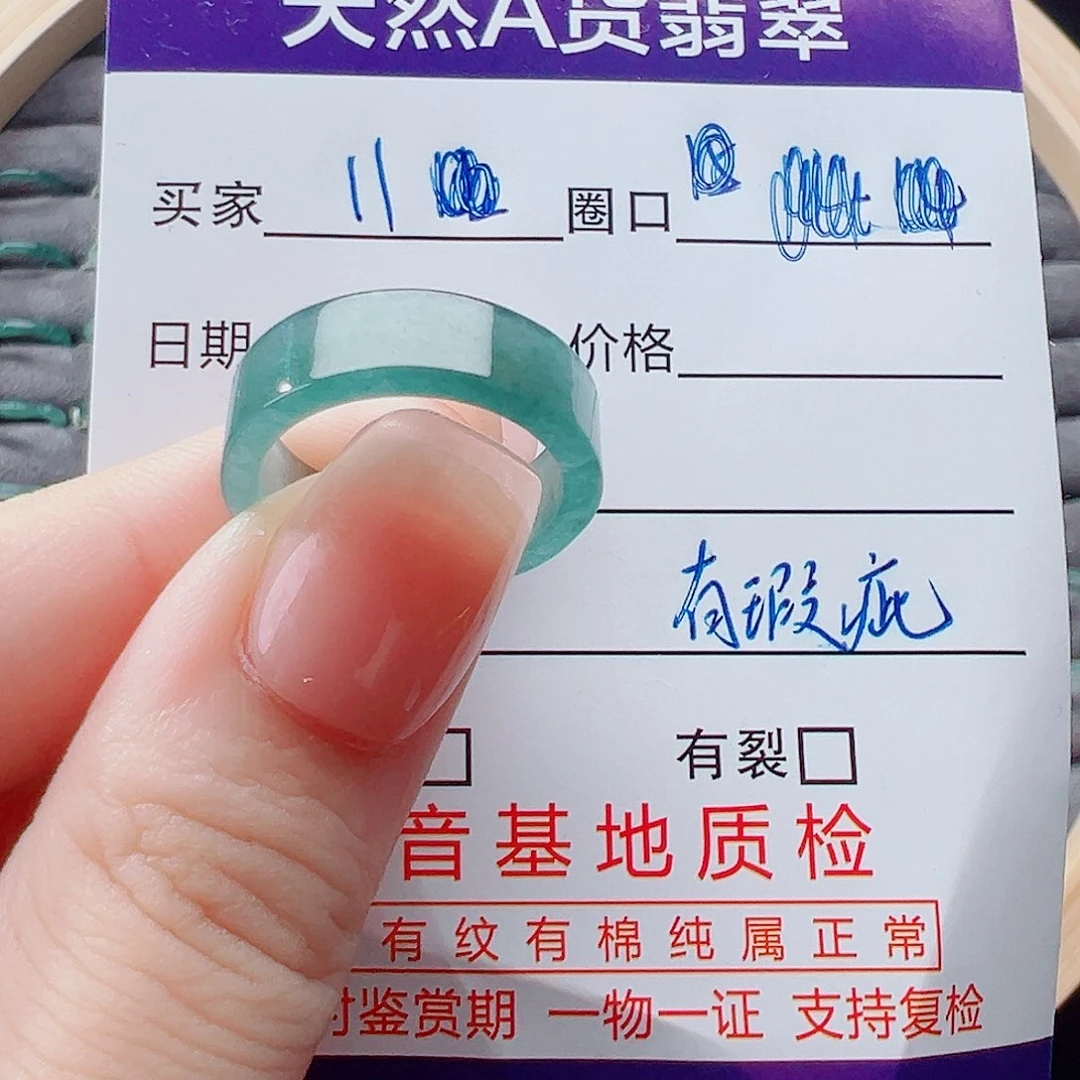 天然A货翡翠
买家 11 圈口
日期 价格
有瑕疵
有裂
音基地质检
有纹有棉纯属正常
时鉴赏期 一物一证 支持复检